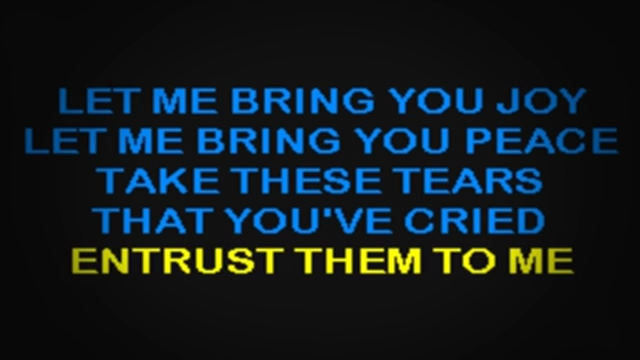 LET ME BRING YOU JOY
LET ME BRING YOU PEACE
TAKE THESE TEARS
THAT YOU'VE CRIED
ENTRUST THEM TO ME